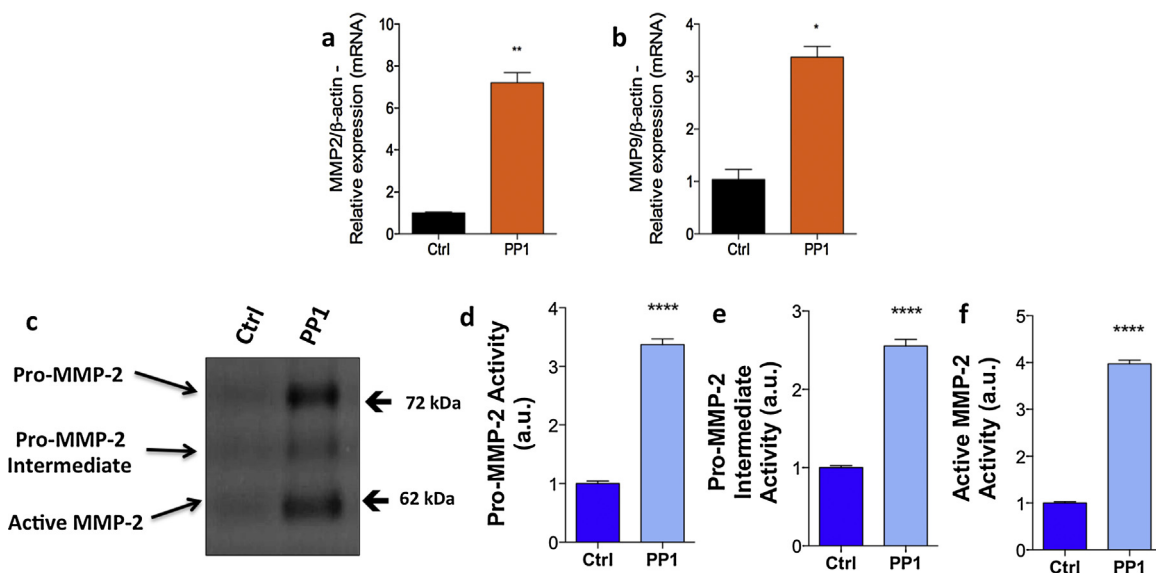 a
MMP2/β-actin -
Relative expression (mRNA)
10
8
6
4
2
0
**
Ctrl
PP1
b
MMP9/β-actin -
Relative expression (mRNA)
4
3
2
1
0
*
Ctrl
PP1
c
Ctrl
PP1
Pro-MMP-2
Pro-MMP-2
Intermediate
Active MMP-2
72 kDa
62 kDa
d
Pro-MMP-2 Activity
(a.u.)
4
3
2
1
0
****
Ctrl
PP1
e
Pro-MMP-2
Intermediate
Activity (a.u.)
3
2
1
0
****
Ctrl
PP1
f
Active MMP-2
Activity (a.u.)
5
4
3
2
1
0
****
Ctrl
PP1